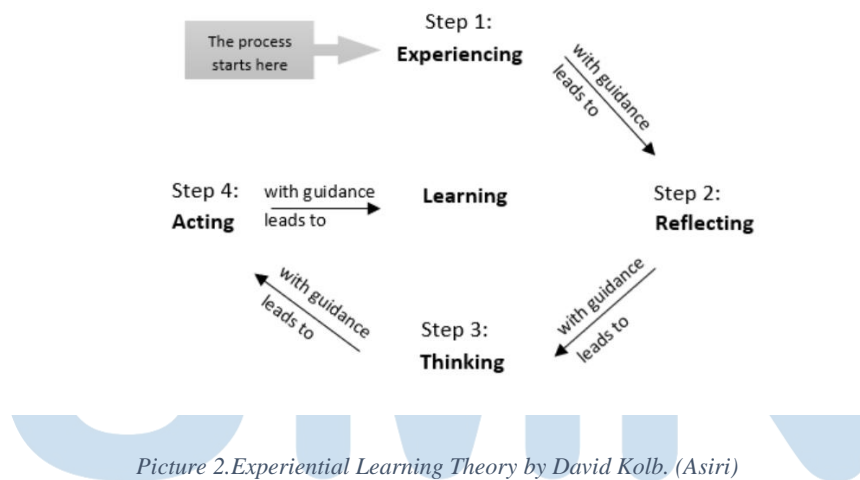 The process
starts here
Step 1:
Experiencing
with guidance
leads to
Step 2:
Reflecting
with guidance
leads to
Step 3:
Thinking
with guidance
leads to
Step 4:
Acting
with guidance
leads to
Learning
Picture 2.Experiential Learning Theory by David Kolb. (Asiri)